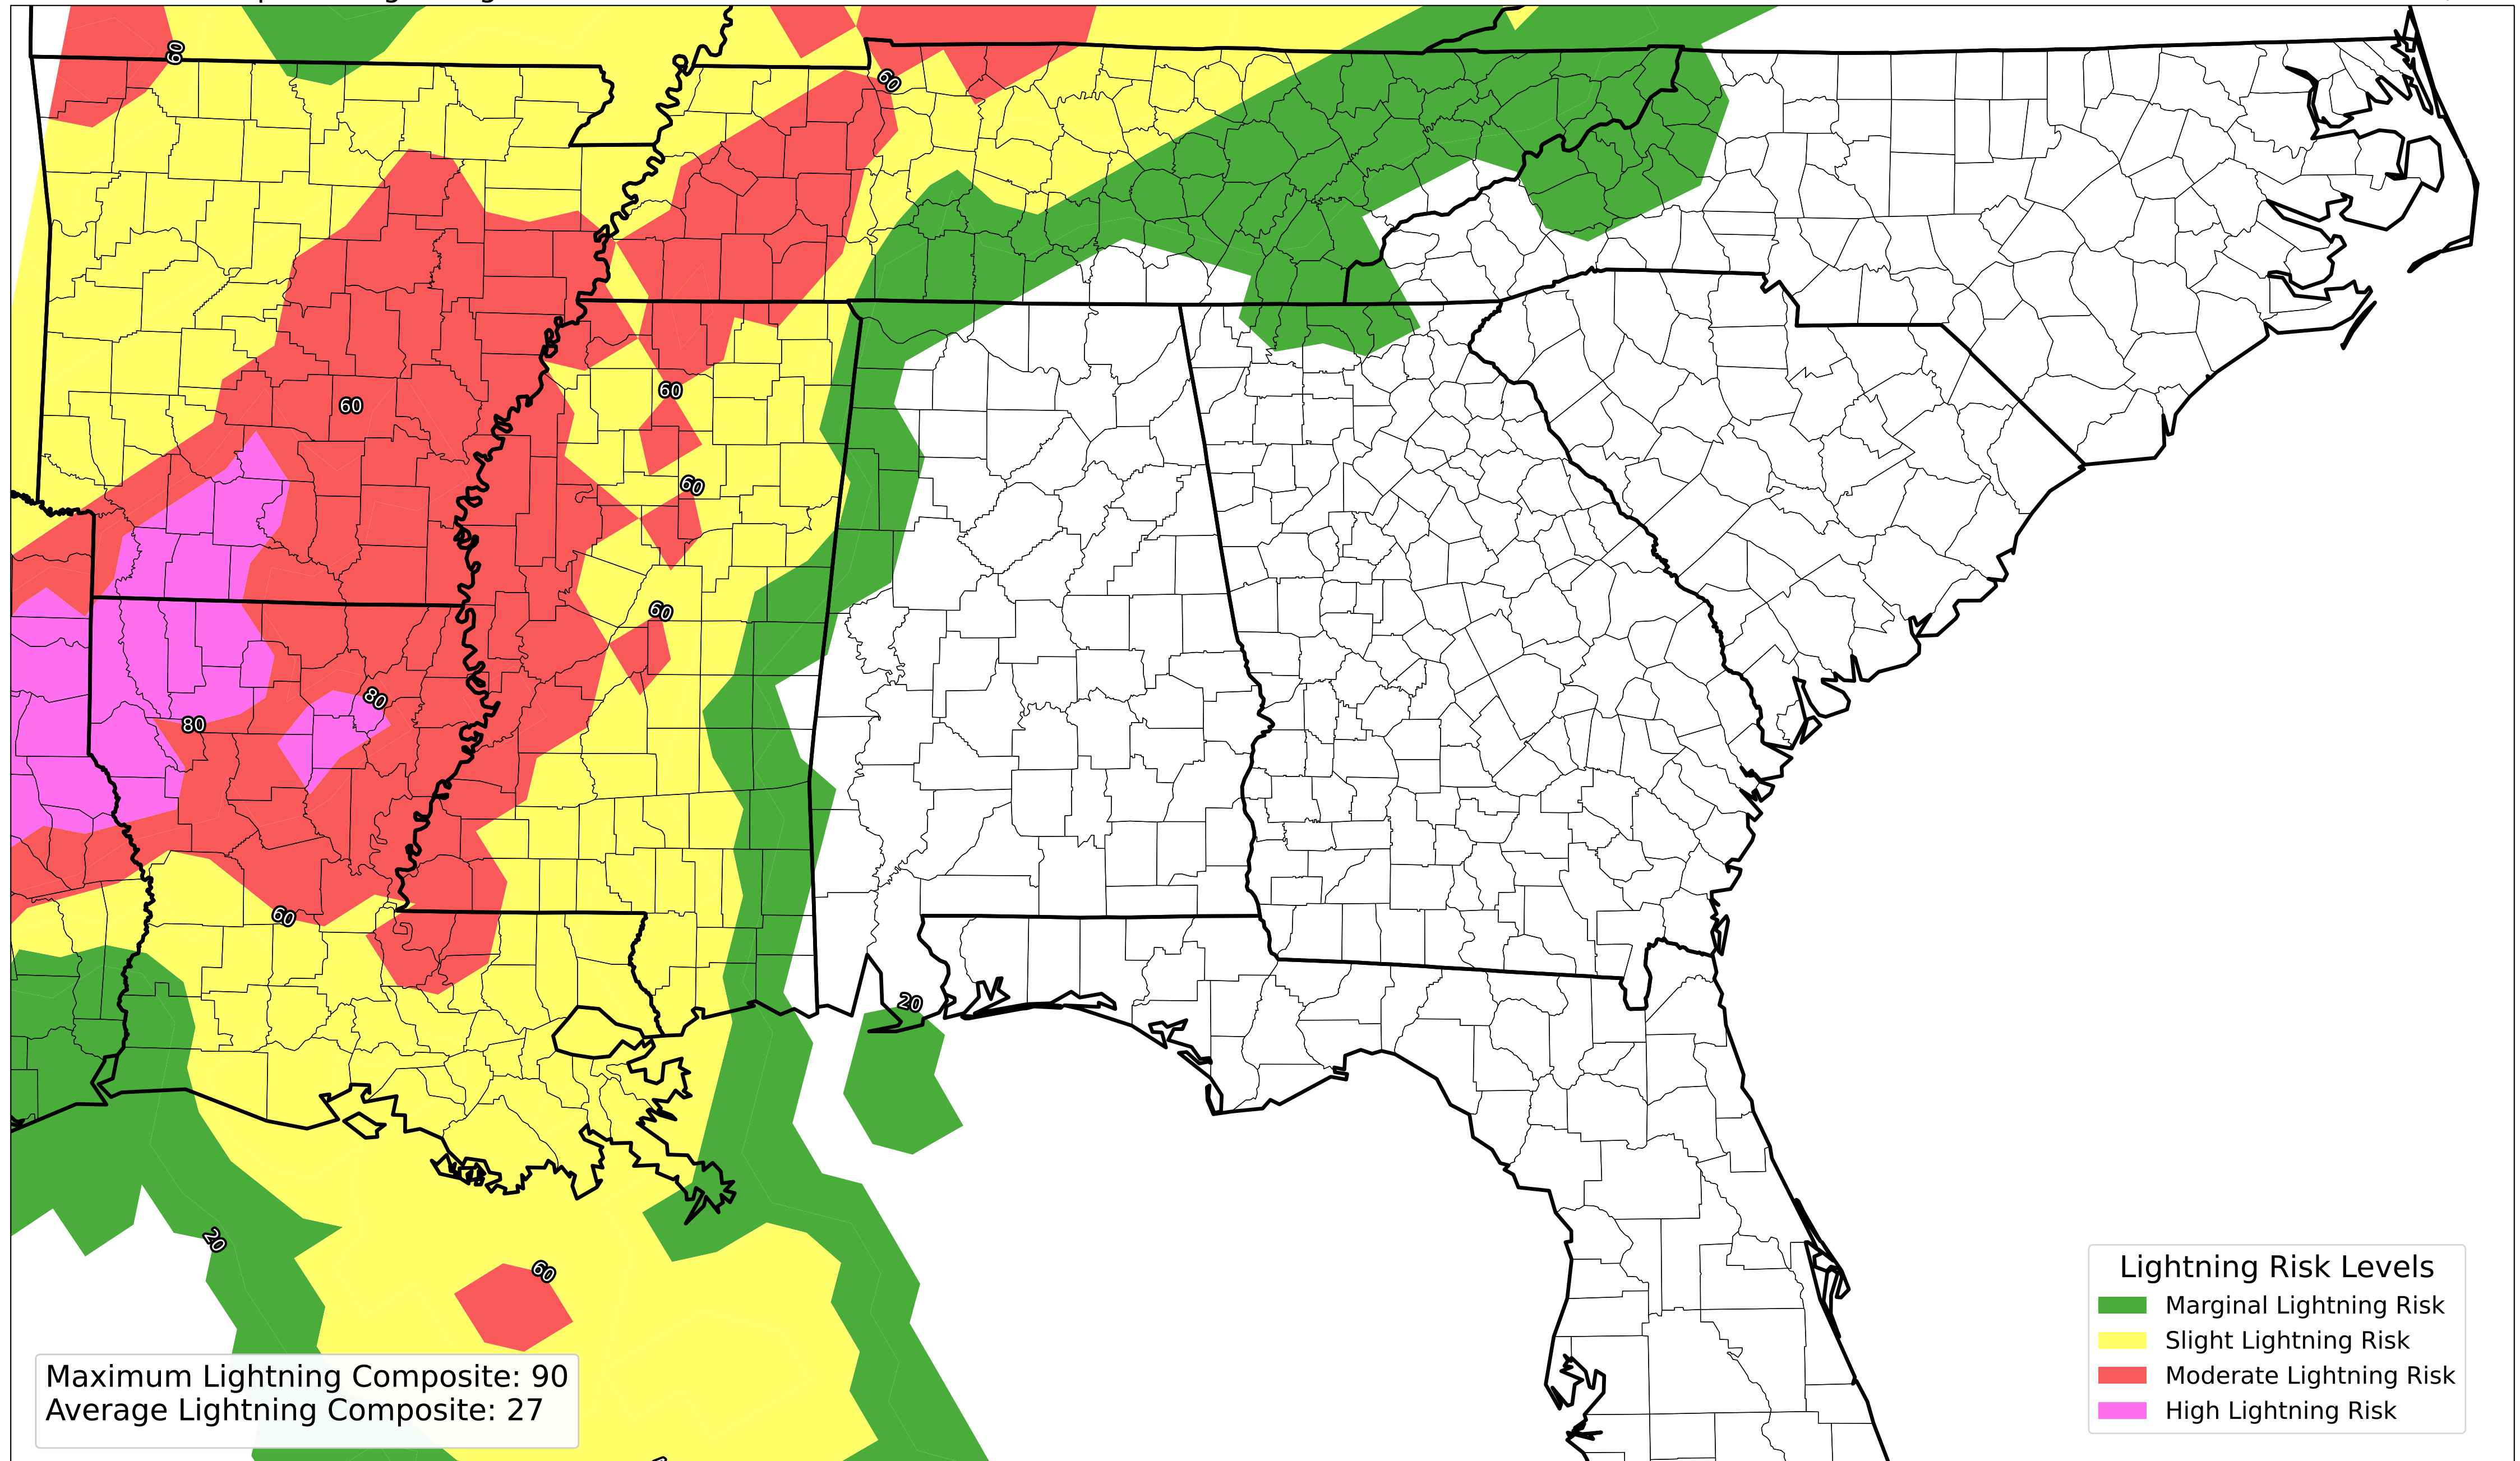 60
60
60
60
60
60
80
80
60
20
20
60
Lightning Risk Levels
Marginal Lightning Risk
Slight Lightning Risk
Moderate Lightning Risk
High Lightning Risk
Maximum Lightning Composite: 90
Average Lightning Composite: 27